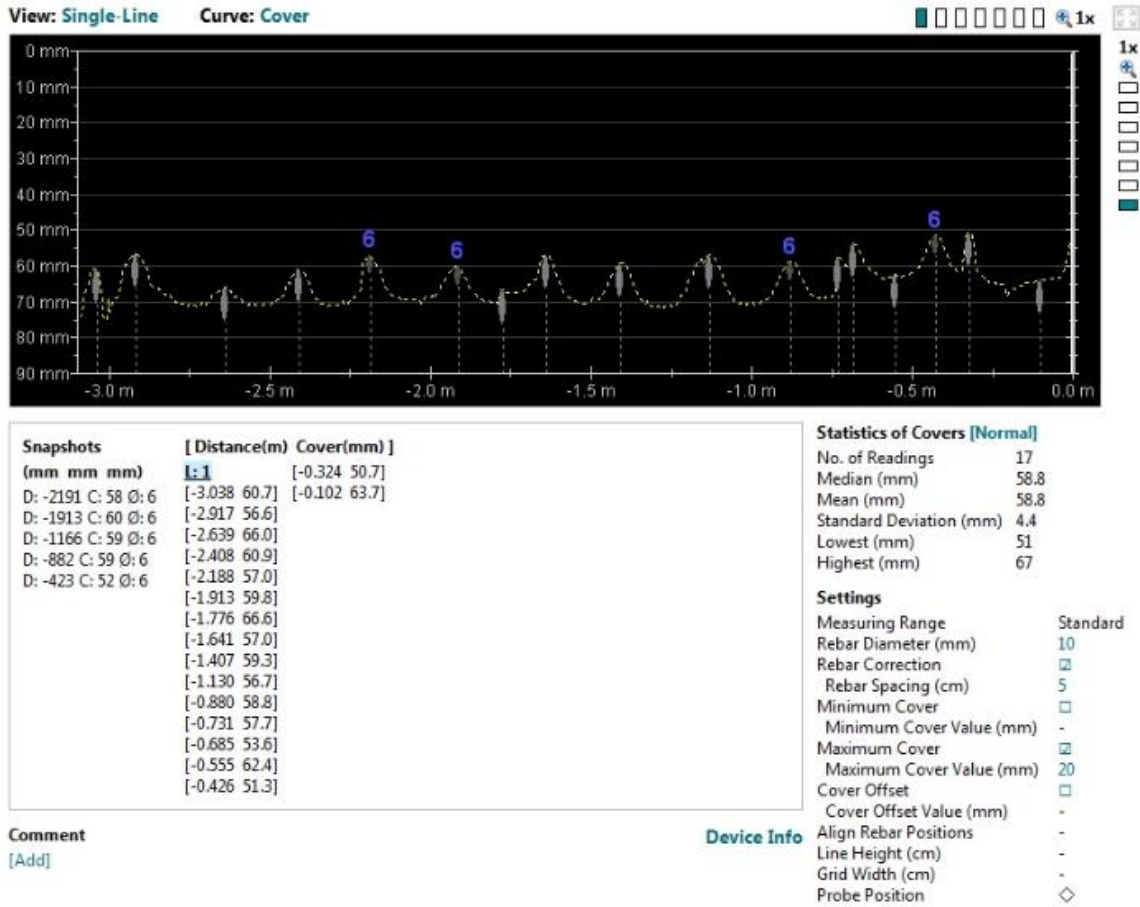 View: Single-Line Curve: Cover 1x
1x
0 mm
10 mm
20 mm
30 mm
40 mm
50 mm
60 mm
70 mm
80 mm
90 mm
6 6 6 6
-3.0 m -2.5 m -2.0 m -1.5 m -1.0 m -0.5 m 0.0 m
Snapshots
(mm mm mm)
D: -2191 C: 58 Ø: 6
D: -1913 C: 60 Ø: 6
D: -1166 C: 59 Ø: 6
D: -882 C: 59 Ø: 6
D: -423 C: 52 Ø: 6
[ Distance(m) Cover(mm) ]
L: 1
[-3.038 60.7]
[-2.917 56.6]
[-2.639 66.0]
[-2.408 60.9]
[-2.188 57.0]
[-1.913 59.8]
[-1.776 66.6]
[-1.641 57.0]
[-1.407 59.3]
[-1.130 56.7]
[-0.880 58.8]
[-0.731 57.7]
[-0.685 53.6]
[-0.555 62.4]
[-0.426 51.3]
[-0.324 50.7]
[-0.102 63.7]
Statistics of Covers [Normal]
No. of Readings 17
Median (mm) 58.8
Mean (mm) 58.8
Standard Deviation (mm) 4.4
Lowest (mm) 51
Highest (mm) 67
Settings
Measuring Range Standard
Rebar Diameter (mm) 10
Rebar Correction ☑
Rebar Spacing (cm) 5
Minimum Cover ☐
Minimum Cover Value (mm) -
Maximum Cover ☑
Maximum Cover Value (mm) 20
Cover Offset ☐
Cover Offset Value (mm) -
Align Rebar Positions -
Line Height (cm) -
Grid Width (cm) -
Probe Position ◇
Comment
[Add]
Device Info